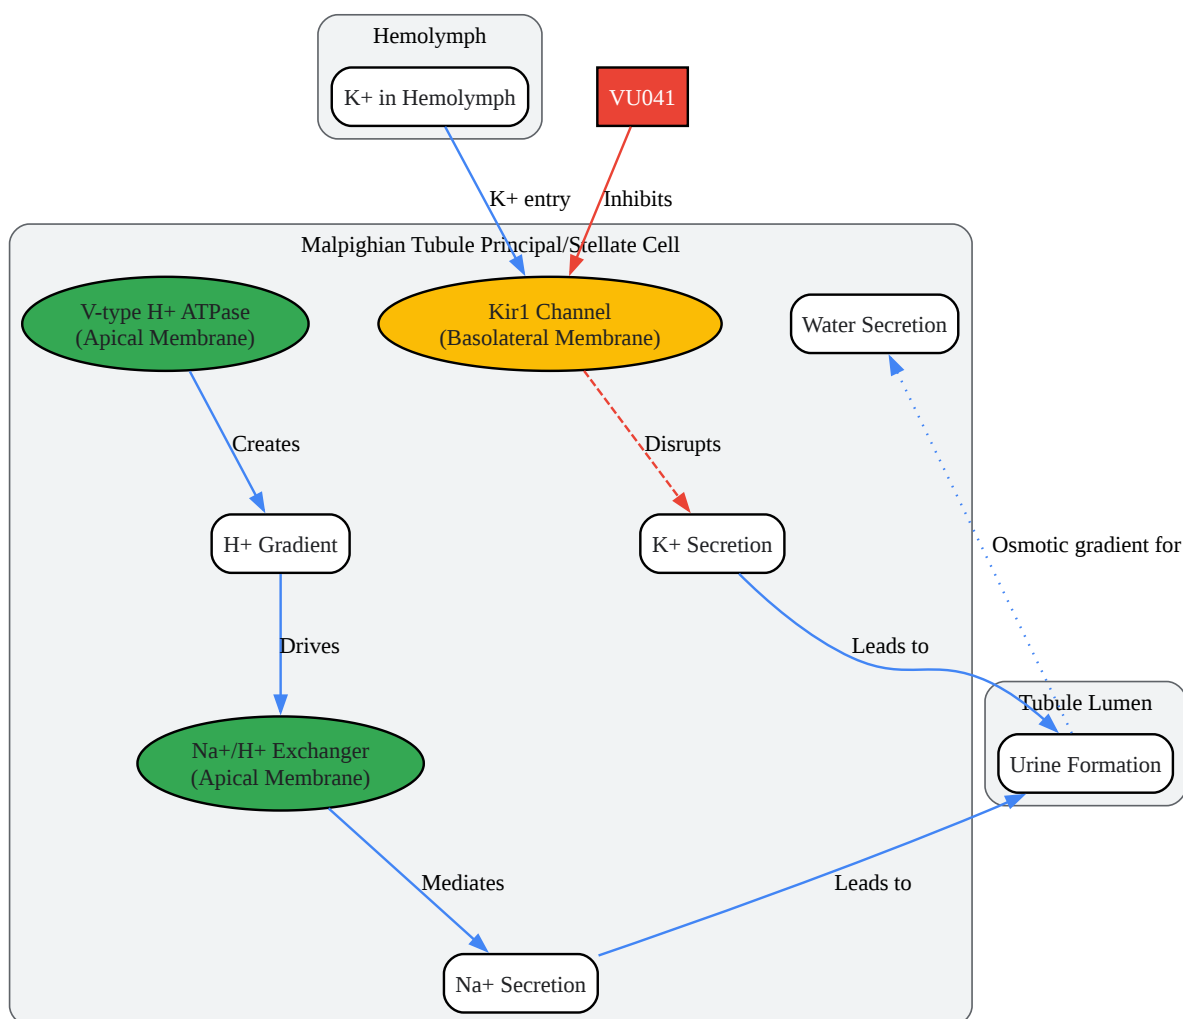 Hemolymph
K+ in Hemolymph
VU041
K+ entry
Inhibits
Malpighian Tubule Principal/Stellate Cell
V-type H+ ATPase
(Apical Membrane)
Kir1 Channel
(Basolateral Membrane)
Water Secretion
Creates
Disrupts
H+ Gradient
K+ Secretion
Osmotic gradient for
Drives
Leads to
Tubule Lumen
Na+/H+ Exchanger
(Apical Membrane)
Urine Formation
Mediates
Leads to
Na+ Secretion